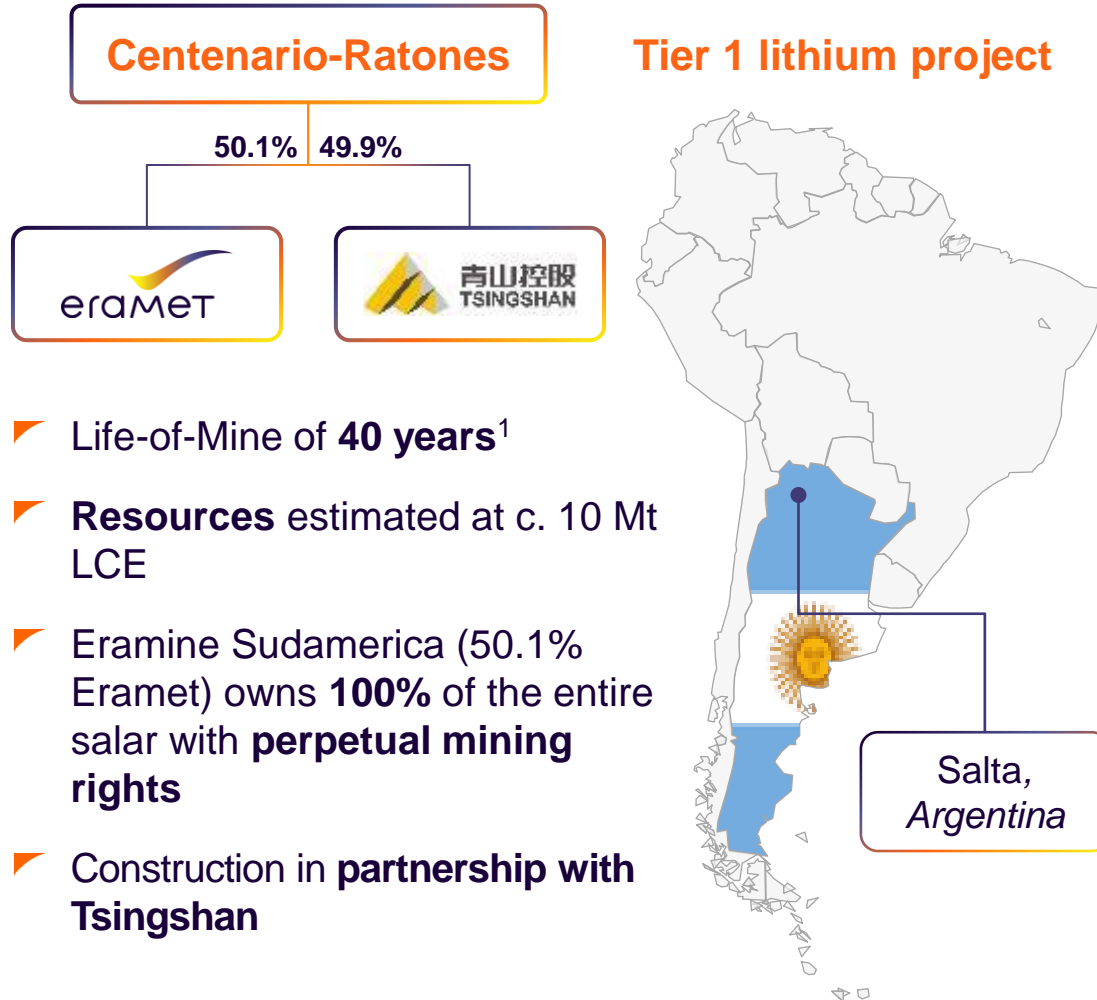 Centenario-Ratones
Tier 1 lithium project
50.1% 49.9%
eramet
青山控股
TSINGSHAN
Life-of-Mine of 40 years¹
Resources estimated at c. 10 Mt
LCE
Eramine Sudamerica (50.1%
Eramet) owns 100% of the entire
salar with perpetual mining
rights
Construction in partnership with
Tsingshan
Salta,
Argentina